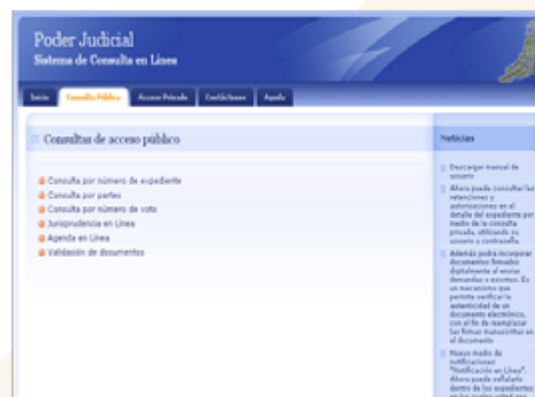 Poder Judicial
Sistema de Consulta en Línea
Inicio
Consulta Pública
Acceso Privado
Contáctenos
Ayuda
Consultas de acceso público
Consulta por número de expediente
Consulta por partes
Consulta por número de voto
Jurisprudencia en Línea
Agenda en Línea
Validación de documentos
Noticias
Descargar manual de
usuario
Ahora puede consultar las
retenciones y
autorizaciones en el
detalle del expediente por
medio de la consulta
privada, utilizando su
usuario y contraseña.
Además podrá incorporar
documentos firmados
digitalmente al enviar
demandas o escritos. Es
un mecanismo que
permite verificar la
autenticidad de un
documento electrónico,
con el fin de reemplazar
las firmas manuscritas en
el documento
Nuevo medio de
notificaciones
"Notificación en Línea".
Ahora puede señalarlo
dentro de los expedientes
en los cuales usted sea